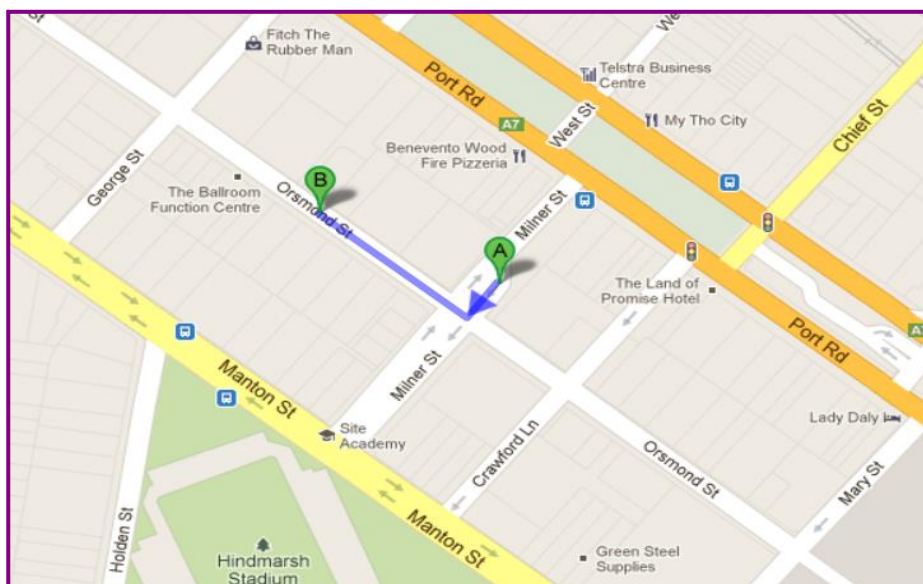 Fitch The
Rubber Man
Port Rd
A7
West St
Telstra Business
Centre
My Tho City
Chief St
Benevento Wood
Fire Pizzeria
George St
The Ballroom
Function Centre
B
Orsmond St
Milner St
A
The Land of
Promise Hotel
Port Rd
Manton St
Milner St
Site
Academy
Crawford Ln
Lady Daly
Orsmond St
Mary St
Holden St
Hindmarsh
Stadium
Manton St
Green Steel
Supplies